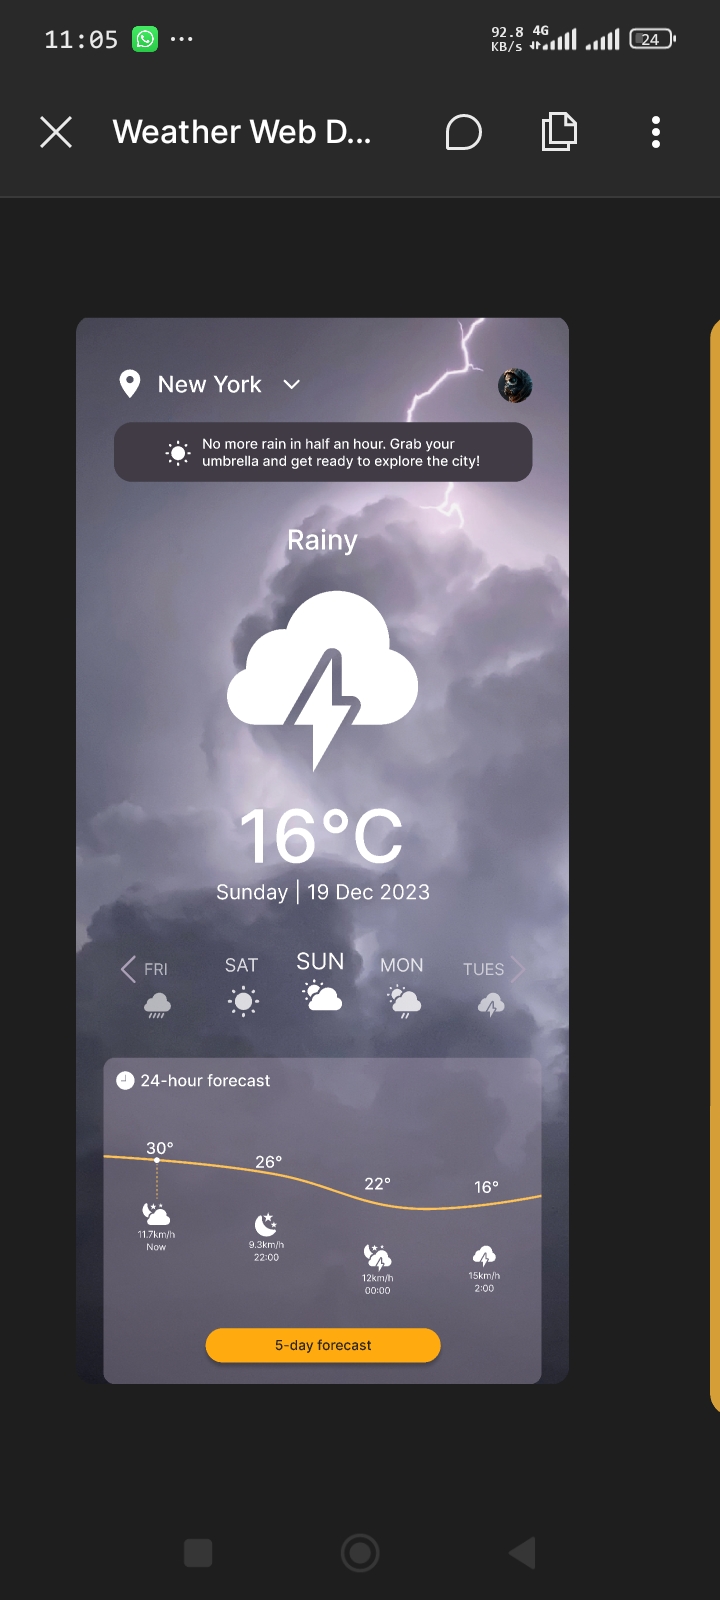 11:05
92.8
KB/s
4G
24
Weather Web D...
New York
No more rain in half an hour. Grab your
umbrella and get ready to explore the city!
Rainy
16°C
Sunday | 19 Dec 2023
FRI SAT SUN MON TUES
24-hour forecast
30° 26° 22° 16°
11.7km/h 9.3km/h 12km/h 15km/h
Now 22:00 00:00 2:00
5-day forecast